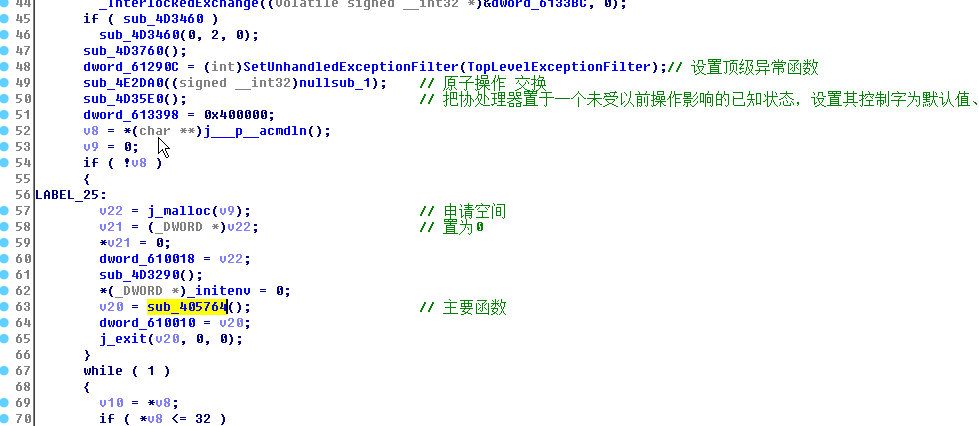 44 _InterlockedExchange((volatile signed __int32 *)&dword_6133BC, 0);
45 if ( sub_4D3460 )
46 sub_4D3460(0, 2, 0);
47 sub_4D3760();
48 dword_61290C = (int)SetUnhandledExceptionFilter(TopLevelExceptionFilter);// 设置顶级异常函数
49 sub_4E2DA0((signed __int32)nullsub_1); // 原子操作 交换
50 sub_4D35E0(); // 把协处理器置于一个未受以前操作影响的已知状态，设置其控制字为默认值、
51 dword_613398 = 0x400000;
52 v8 = *(char **)j___p__acmdln();
53 v9 = 0;
54 if ( !v8 )
55 {
56 LABEL_25:
57 v22 = j_malloc(v9); // 申请空间
58 v21 = (_DWORD *)v22; // 置为0
59 *v21 = 0;
60 dword_610018 = v22;
61 sub_4D3290();
62 *(_DWORD *)_initenv = 0;
63 v20 = sub_405764(); // 主要函数
64 dword_610010 = v20;
65 j_exit(v20, 0, 0);
66 }
67 while ( 1 )
68 {
69 v10 = *v8;
70 if ( *v8 <= 32 )